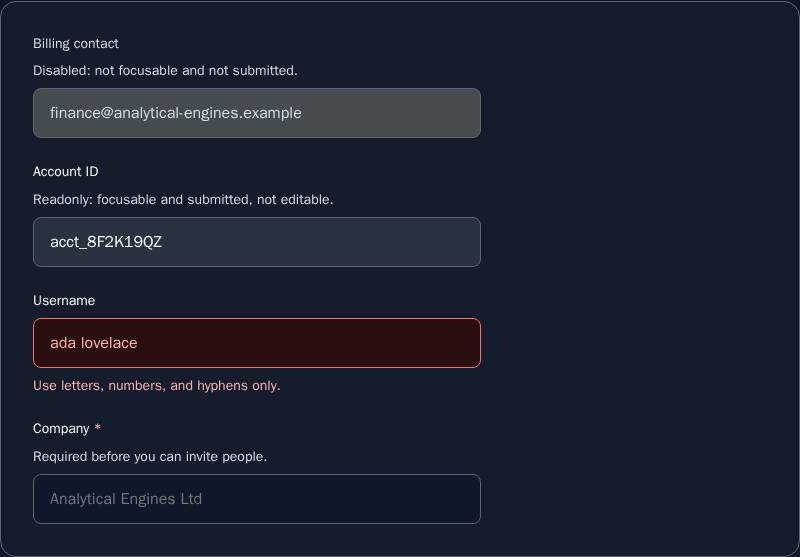 Billing contact
Disabled: not focusable and not submitted.
finance@analytical-engines.example
Account ID
Readonly: focusable and submitted, not editable.
acct_8F2K19QZ
Username
ada lovelace
Use letters, numbers, and hyphens only.
Company *
Required before you can invite people.
Analytical Engines Ltd